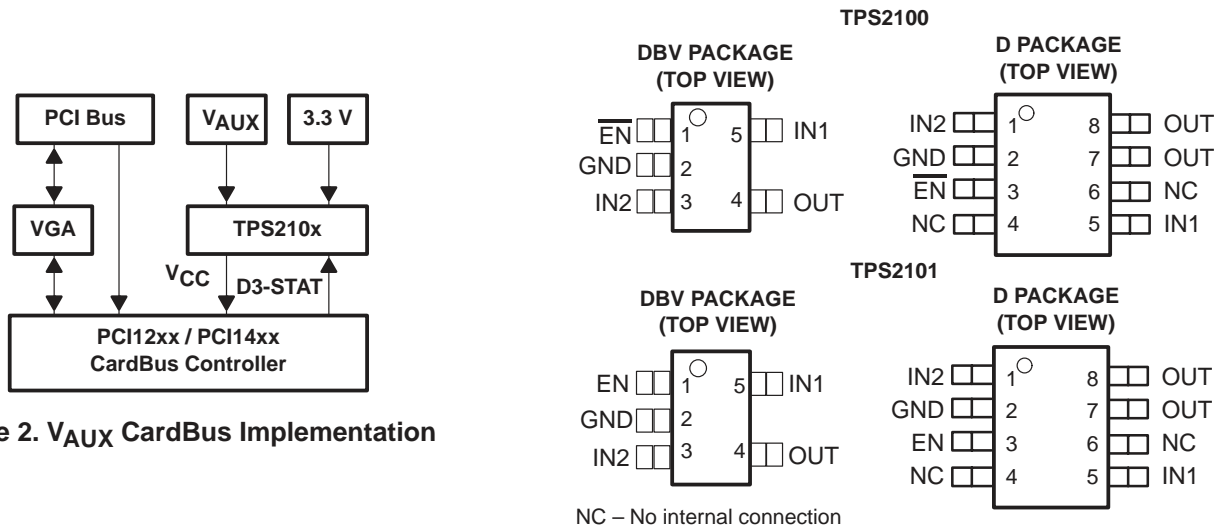 PCI Bus
VAUX
3.3 V
VGA
TPS210x
VCC
D3-STAT
PCI12xx / PCI14xx
CardBus Controller
e 2. VAUX CardBus Implementation
TPS2100
DBV PACKAGE
(TOP VIEW)
EN
GND
IN2
1
2
3
5
4
IN1
OUT
D PACKAGE
(TOP VIEW)
IN2
GND
EN
NC
1
2
3
4
8
7
6
5
OUT
OUT
NC
IN1
TPS2101
DBV PACKAGE
(TOP VIEW)
EN
GND
IN2
1
2
3
5
4
IN1
OUT
D PACKAGE
(TOP VIEW)
IN2
GND
EN
NC
1
2
3
4
8
7
6
5
OUT
OUT
NC
IN1
NC – No internal connection